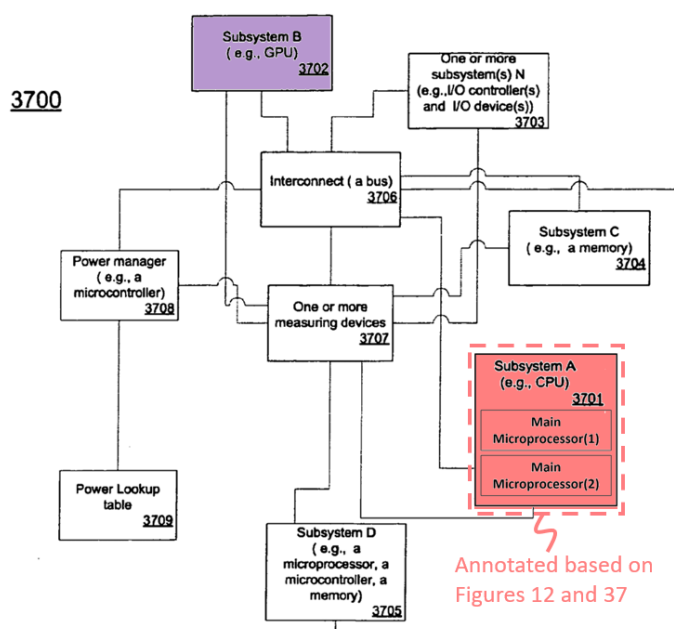 3700
Subsystem B
( e.g., GPU)
3702
One or more
subsystem(s) N
(e.g.,I/O controller(s)
and I/O device(s))
3703
Interconnect ( a bus)
3706
Subsystem C
( e.g., a memory)
3704
Power manager
( e.g., a
microcontroller)
3708
One or more
measuring devices
3707
Subsystem A
(e.g., CPU)
3701
Main
Microprocessor(1)
Main
Microprocessor(2)
Power Lookup
table
3709
Subsystem D
( e.g., a
microprocessor, a
microcontroller, a
memory)
3705
Annotated based on
Figures 12 and 37